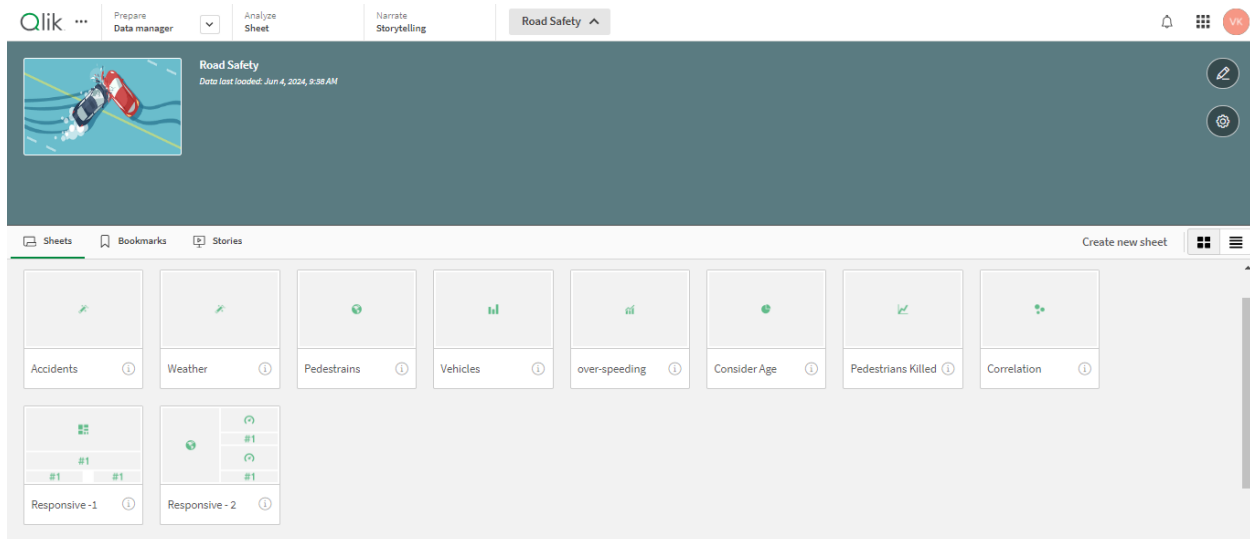 Qlik
Prepare
Data manager
Analyze
Sheet
Narrate
Storytelling
Road Safety
VK
Road Safety
Data last loaded: Jun 4, 2024, 9:38 AM
Sheets
Bookmarks
Stories
Create new sheet
Accidents
Weather
Pedestrains
Vehicles
over-speeding
Consider Age
Pedestrians Killed
Correlation
#1
#1 #1
#1
#1
Responsive -1
Responsive - 2